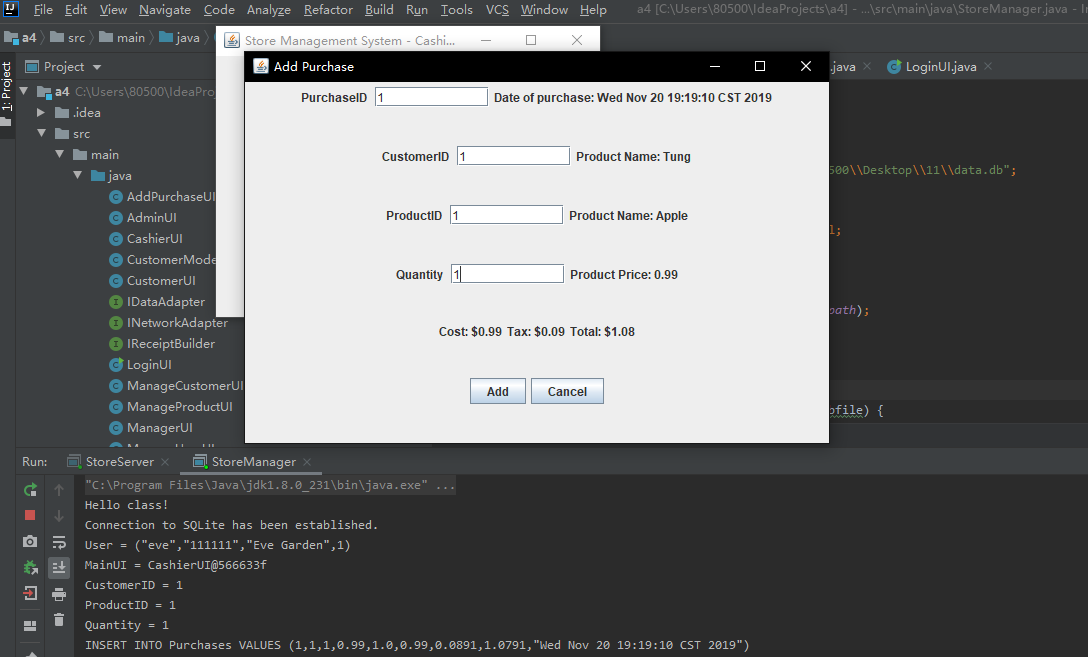 File Edit View Navigate Code Analyze Refactor Build Run Tools VCS Window Help a4 [C:\Users\80500\IdeaProjects\a4] - ...\src\main\java\StoreManager.java - In
a4 src main java
Store Management System - Cashi...
Add Purchase
1: Project
Project
.java LoginUI.java
a4 C:\Users\80500\IdeaProj
.idea
src
main
java
AddPurchaseUI
AdminUI
CashierUI
CustomerMode
CustomerUI
IDataAdapter
INetworkAdapter
IReceiptBuilder
LoginUI
ManageCustomerUI
ManageProductUI
ManagerUI
PurchaseID 1 Date of purchase: Wed Nov 20 19:19:10 CST 2019
CustomerID 1 Product Name: Tung
ProductID 1 Product Name: Apple
Quantity 1 Product Price: 0.99
Cost: $0.99 Tax: $0.09 Total: $1.08
Add Cancel
500\\Desktop\\11\\data.db";
l;
path);
ofile) {
Run: StoreServer StoreManager
"C:\Program Files\Java\jdk1.8.0_231\bin\java.exe" ...
Hello class!
Connection to SQLite has been established.
User = ("eve","111111","Eve Garden",1)
MainUI = CashierUI@566633f
CustomerID = 1
ProductID = 1
Quantity = 1
INSERT INTO Purchases VALUES (1,1,1,0.99,1.0,0.99,0.0891,1.0791,"Wed Nov 20 19:19:10 CST 2019")